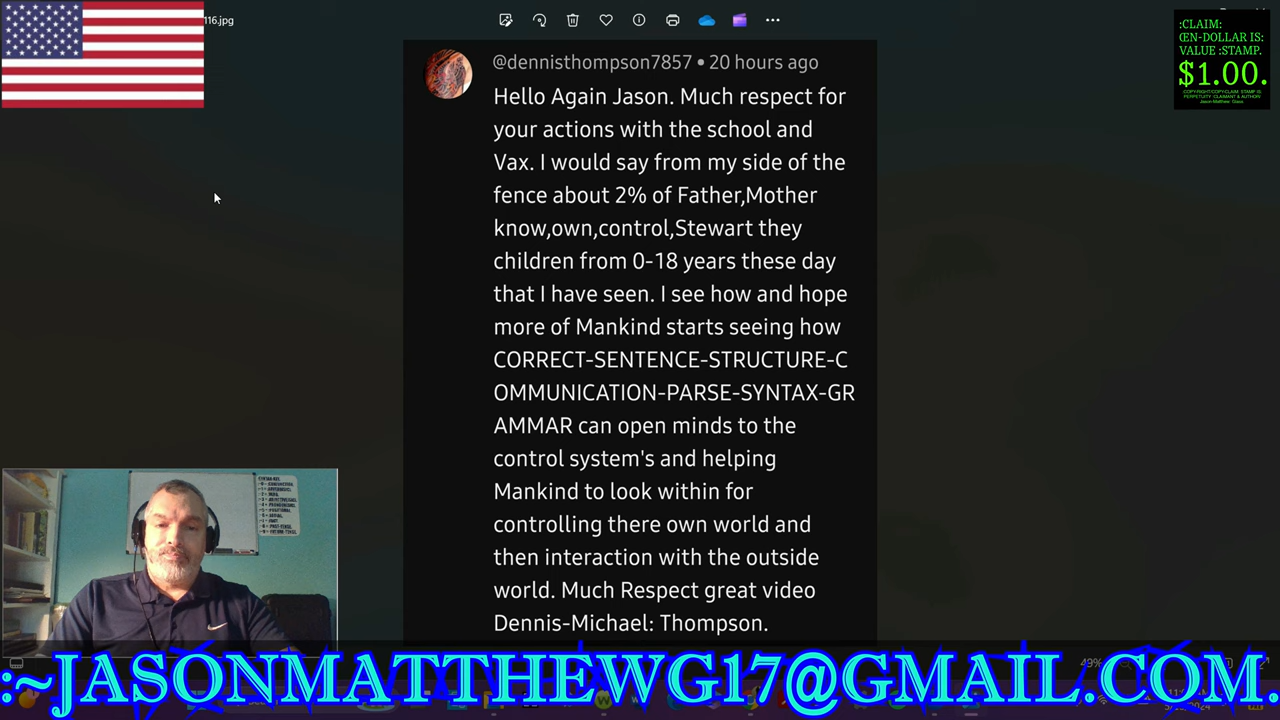 116.jpg
:CLAIM:
ŒN-DOLLAR IS:
VALUE :STAMP.
$1.00.
@dennisthompson7857 • 20 hours ago
Hello Again Jason. Much respect for
your actions with the school and
Vax. I would say from my side of the
fence about 2% of Father,Mother
know,own,control,Stewart they
children from 0-18 years these day
that I have seen. I see how and hope
more of Mankind starts seeing how
CORRECT-SENTENCE-STRUCTURE-C
OMMUNICATION-PARSE-SYNTAX-GR
AMMAR can open minds to the
control system's and helping
Mankind to look within for
controlling there own world and
then interaction with the outside
world. Much Respect great video
Dennis-Michael: Thompson.
49%
:~JASONMATTHEWG17@GMAIL.COM.